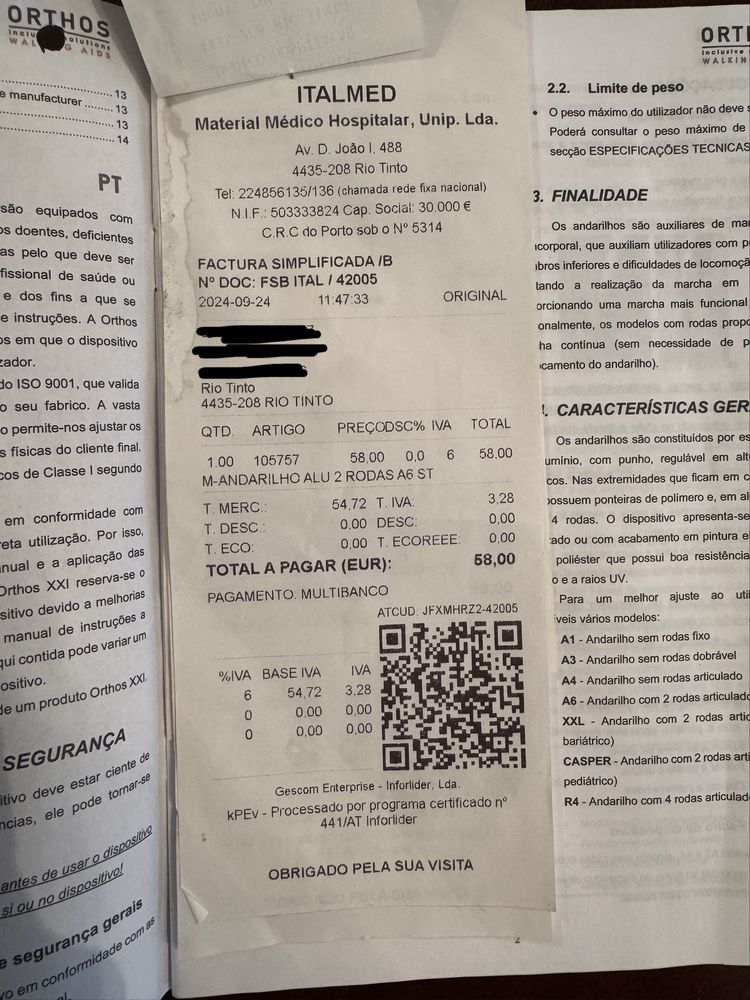 ORTHOS
WALKING AIDS
13
e manufacturer ........ 13
13
14
PT
são equipados com
os doentes, deficientes
as pelo que deve ser
fissional de saúde ou
e dos fins a que se
e instruções. A Orthos
os em que o dispositivo
zador.
do ISO 9001, que valida
o seu fabrico. A vasta
o permite-nos ajustar os
s físicas do cliente final.
cos de Classe I segundo
em conformidade com
reta utilização. Por isso,
nual e a aplicação das
Orthos XXI reserva-se o
sitivo devido a melhorias
manual de instruções a
qui contida pode variar um
ositivo.
de um produto Orthos XXI.
SEGURANÇA
itivo deve estar ciente de
ncias, ele pode tornar-se
antes de usar o dispositivo
si ou no dispositivo!
e segurança gerais
vo em conformidade com as
ITALMED
Material Médico Hospitalar, Unip. Lda.
Av. D. João I, 488
4435-208 Rio Tinto
Tel: 224856135/136 (chamada rede fixa nacional)
N.I.F.: 503333824 Cap. Social: 30.000 €
C.R.C do Porto sob o Nº 5314
FACTURA SIMPLIFICADA /B
Nº DOC: FSB ITAL / 42005
2024-09-24 11:47:33 ORIGINAL
Rio Tinto
4435-208 RIO TINTO
QTD. ARTIGO PREÇODSC% IVA TOTAL
1.00 105757 58,00 0,0 6 58,00
M-ANDARILHO ALU 2 RODAS A6 ST
T. MERC.: 54,72 T. IVA: 3,28
T. DESC.: 0,00 DESC: 0,00
T. ECO: 0,00 T. ECOREEE: 0,00
TOTAL A PAGAR (EUR): 58,00
PAGAMENTO: MULTIBANCO
ATCUD: JFXMHRZ2-42005
%IVA BASE IVA IVA
6 54,72 3,28
0 0,00 0,00
0 0,00 0,00
Gescom Enterprise - Inforlider, Lda.
kPEv - Processado por programa certificado nº
441/AT Inforlider
OBRIGADO PELA SUA VISITA
2
ORT
Inclusive
WALKIN
2.2. Limite de peso
• O peso máximo do utilizador não deve s
Poderá consultar o peso máximo de
secção ESPECIFICAÇÕES TECNICAS
3. FINALIDADE
Os andarilhos são auxiliares de mar
corporal, que auxiliam utilizadores com p
bros inferiores e dificuldades de locomoçã
tando a realização da marcha em
orcionando uma marcha mais funcional
onalmente, os modelos com rodas propo
ha contínua (sem necessidade de p
camento do andarilho).
. CARACTERÍSTICAS GER
Os andarilhos são constituídos por es
umínio, com punho, regulável em alt
cos. Nas extremidades que ficam em c
ossuem ponteiras de polímero e, em al
4 rodas. O dispositivo apresenta-se
ado ou com acabamento em pintura e
poliéster que possui boa resistência
o e a raios UV.
Para um melhor ajuste ao util
íveis vários modelos:
A1 - Andarilho sem rodas fixo
A3 - Andarilho sem rodas dobrável
A4 - Andarilho sem rodas articulado
A6 - Andarilho com 2 rodas articulado
XXL - Andarilho com 2 rodas artic
bariátrico)
CASPER - Andarilho com 2 rodas arti
pediátrico)
R4 - Andarilho com 4 rodas articulado